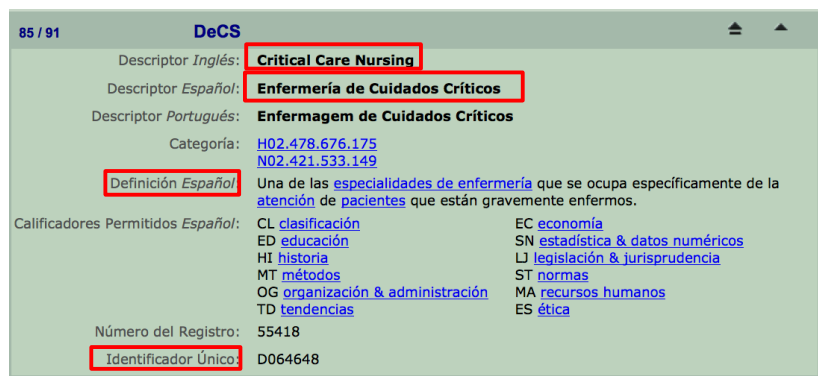 85 / 91 DeCS
Descriptor Inglés: Critical Care Nursing
Descriptor Español: Enfermería de Cuidados Críticos
Descriptor Portugués: Enfermagem de Cuidados Críticos
Categoría: H02.478.676.175
N02.421.533.149
Definición Español: Una de las especialidades de enfermería que se ocupa específicamente de la
atención de pacientes que están gravemente enfermos.
Calificadores Permitidos Español: CL clasificación EC economía
ED educación SN estadística & datos numéricos
HI historia LJ legislación & jurisprudencia
MT métodos ST normas
OG organización & administración MA recursos humanos
TD tendencias ES ética
Número del Registro: 55418
Identificador Único: D064648